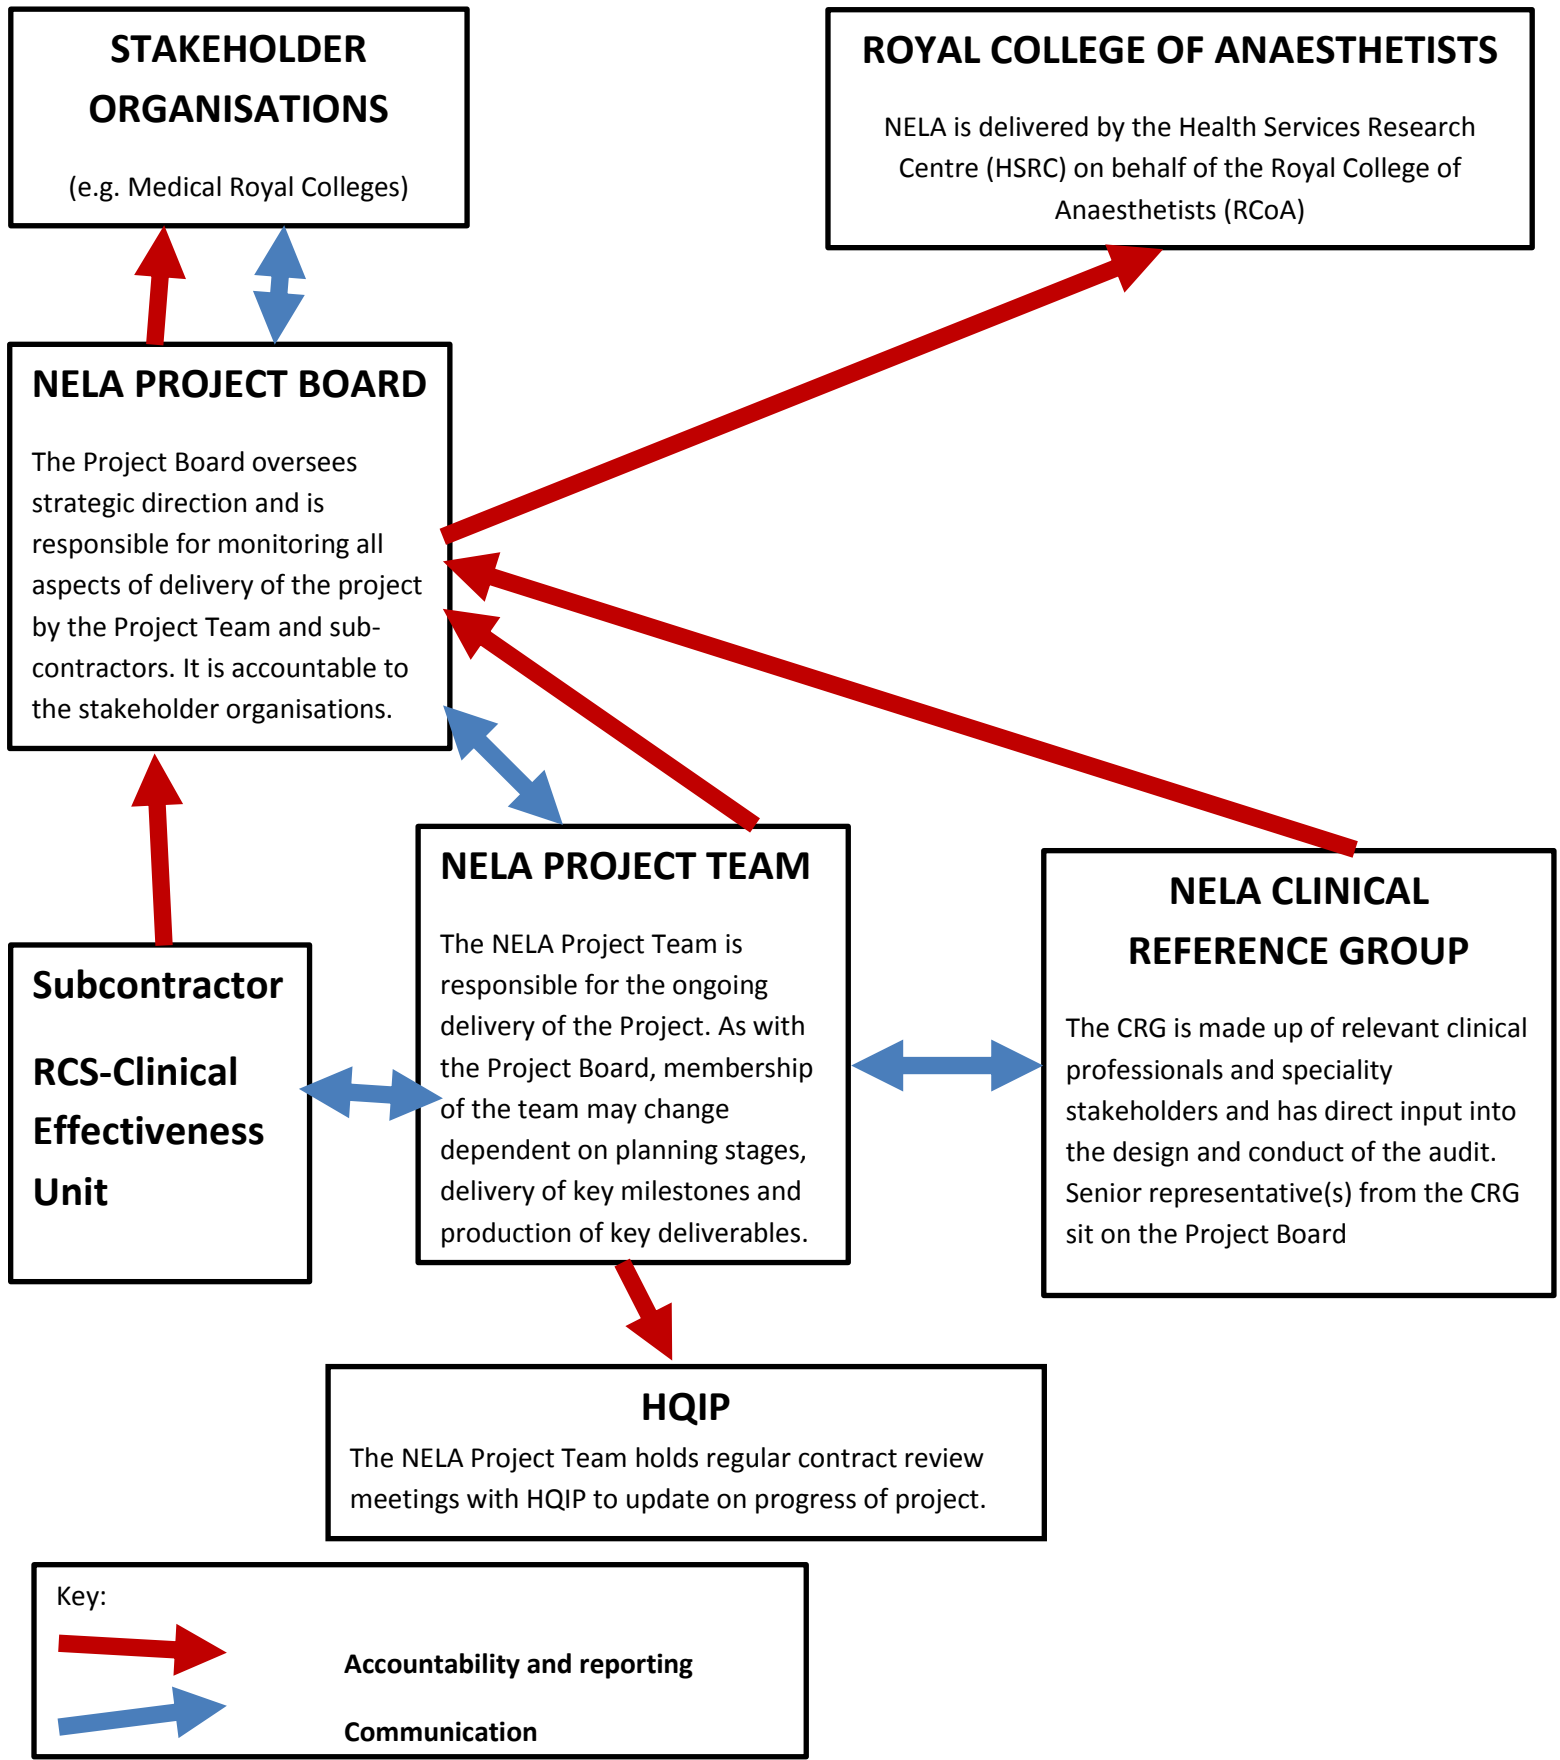 STAKEHOLDER
ORGANISATIONS
(e.g. Medical Royal Colleges)
ROYAL COLLEGE OF ANAESTHETISTS
NELA is delivered by the Health Services Research
Centre (HSRC) on behalf of the Royal College of
Anaesthetists (RCoA)
NELA PROJECT BOARD
The Project Board oversees
strategic direction and is
responsible for monitoring all
aspects of delivery of the project
by the Project Team and sub-
contractors. It is accountable to
the stakeholder organisations.
Subcontractor
RCS-Clinical
Effectiveness
Unit
NELA PROJECT TEAM
The NELA Project Team is
responsible for the ongoing
delivery of the Project. As with
the Project Board, membership
of the team may change
dependent on planning stages,
delivery of key milestones and
production of key deliverables.
NELA CLINICAL
REFERENCE GROUP
The CRG is made up of relevant clinical
professionals and speciality
stakeholders and has direct input into
the design and conduct of the audit.
Senior representative(s) from the CRG
sit on the Project Board
HQIP
The NELA Project Team holds regular contract review
meetings with HQIP to update on progress of project.
Key:
Accountability and reporting
Communication